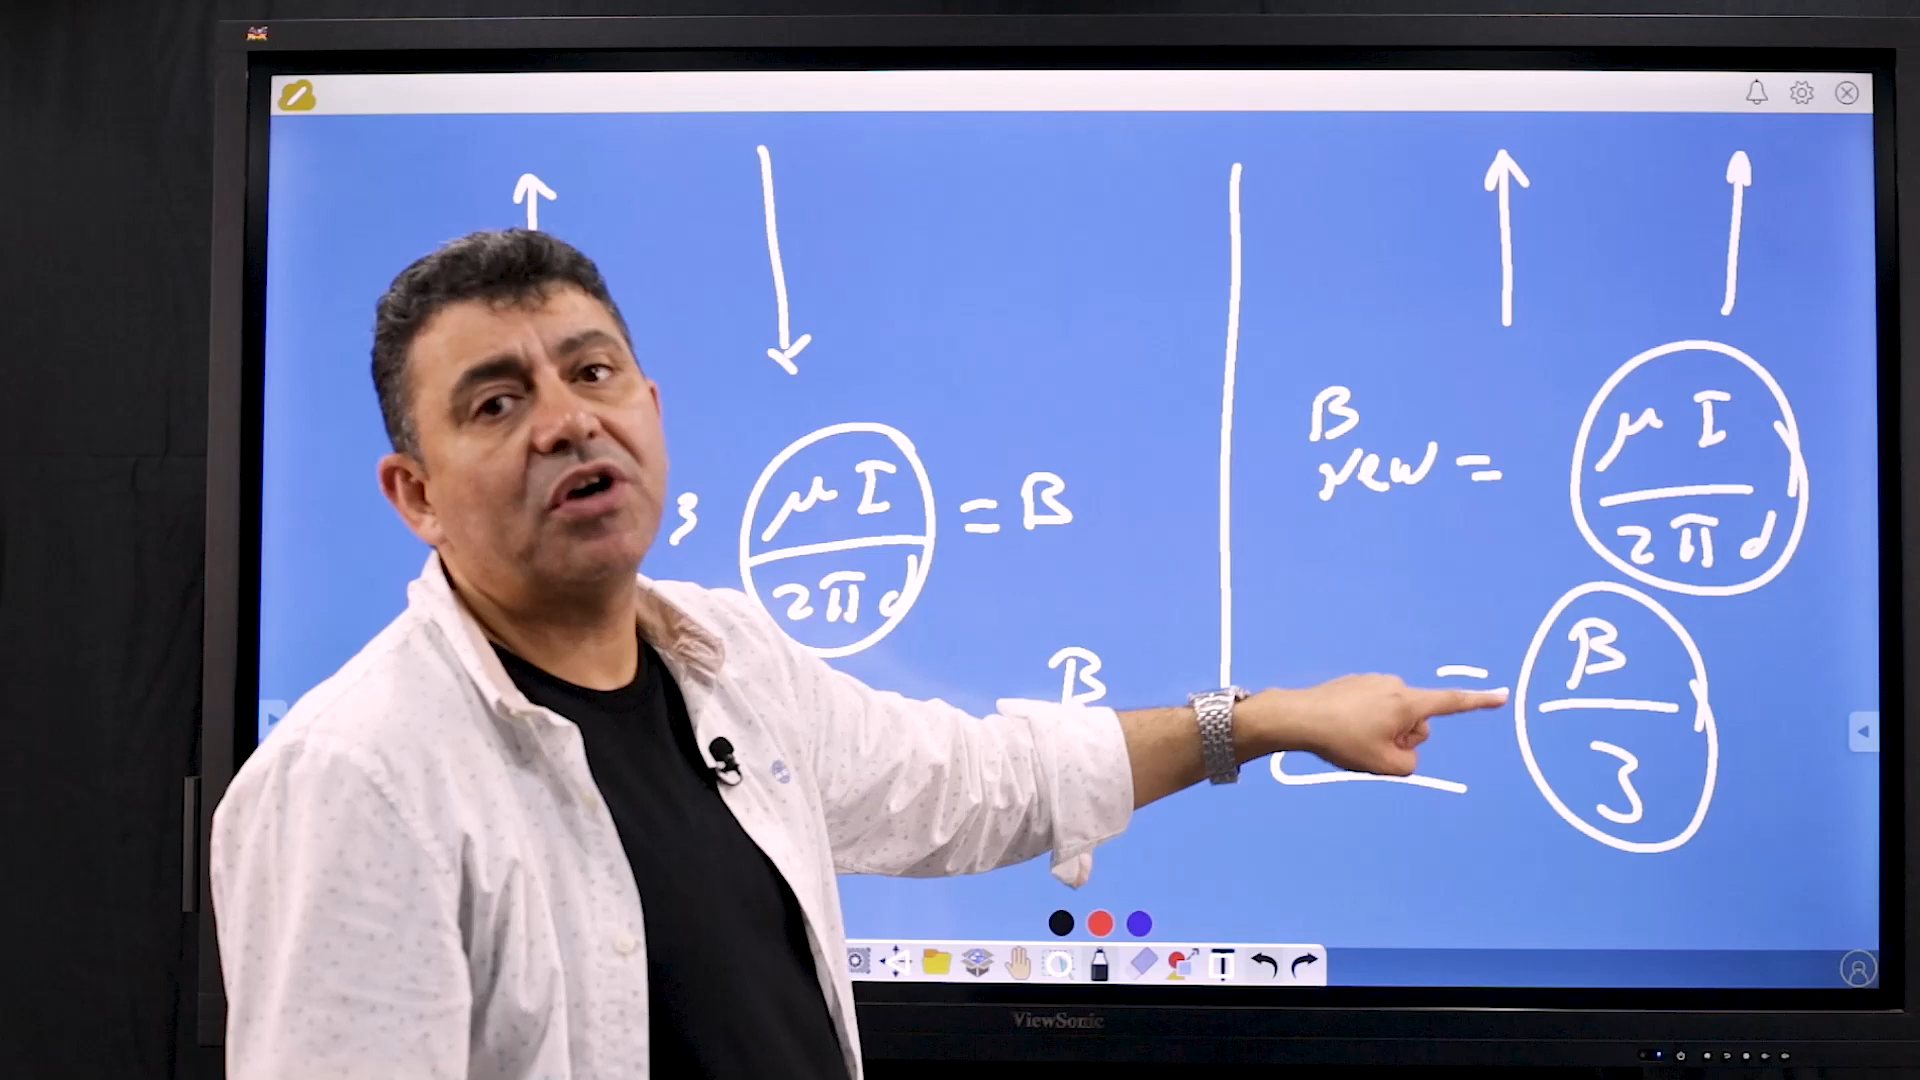 3 μI / 2πd = B
B
B new = μI / 2πd
= B / 3
ViewSonic